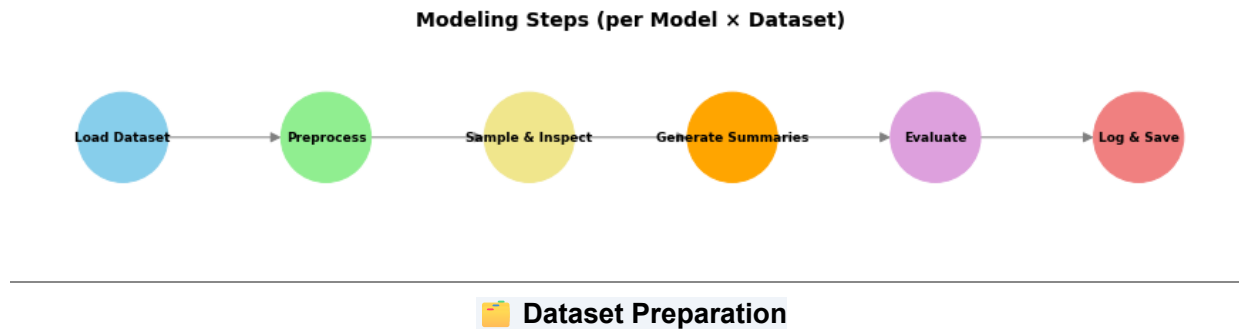 Modeling Steps (per Model × Dataset)
Load Dataset Preprocess Sample & Inspect Generate Summaries Evaluate Log & Save
Dataset Preparation